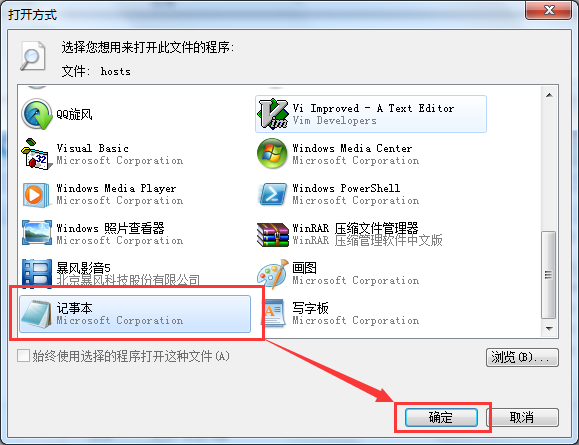 打开方式
选择您想用来打开此文件的程序:
文件: hosts
QQ旋风
Vi Improved - A Text Editor
Vim Developers
Visual Basic
Microsoft Corporation
Windows Media Center
Microsoft Corporation
Windows Media Player
Microsoft Corporation
Windows PowerShell
Microsoft Corporation
Windows 照片查看器
Microsoft Corporation
WinRAR 压缩文件管理器
WinRAR 压缩管理软件中文版
暴风影音5
北京暴风科技股份有限公司
画图
Microsoft Corporation
记事本
Microsoft Corporation
写字板
Microsoft Corporation
始终使用选择的程序打开这种文件(A)
浏览(B)...
确定
取消